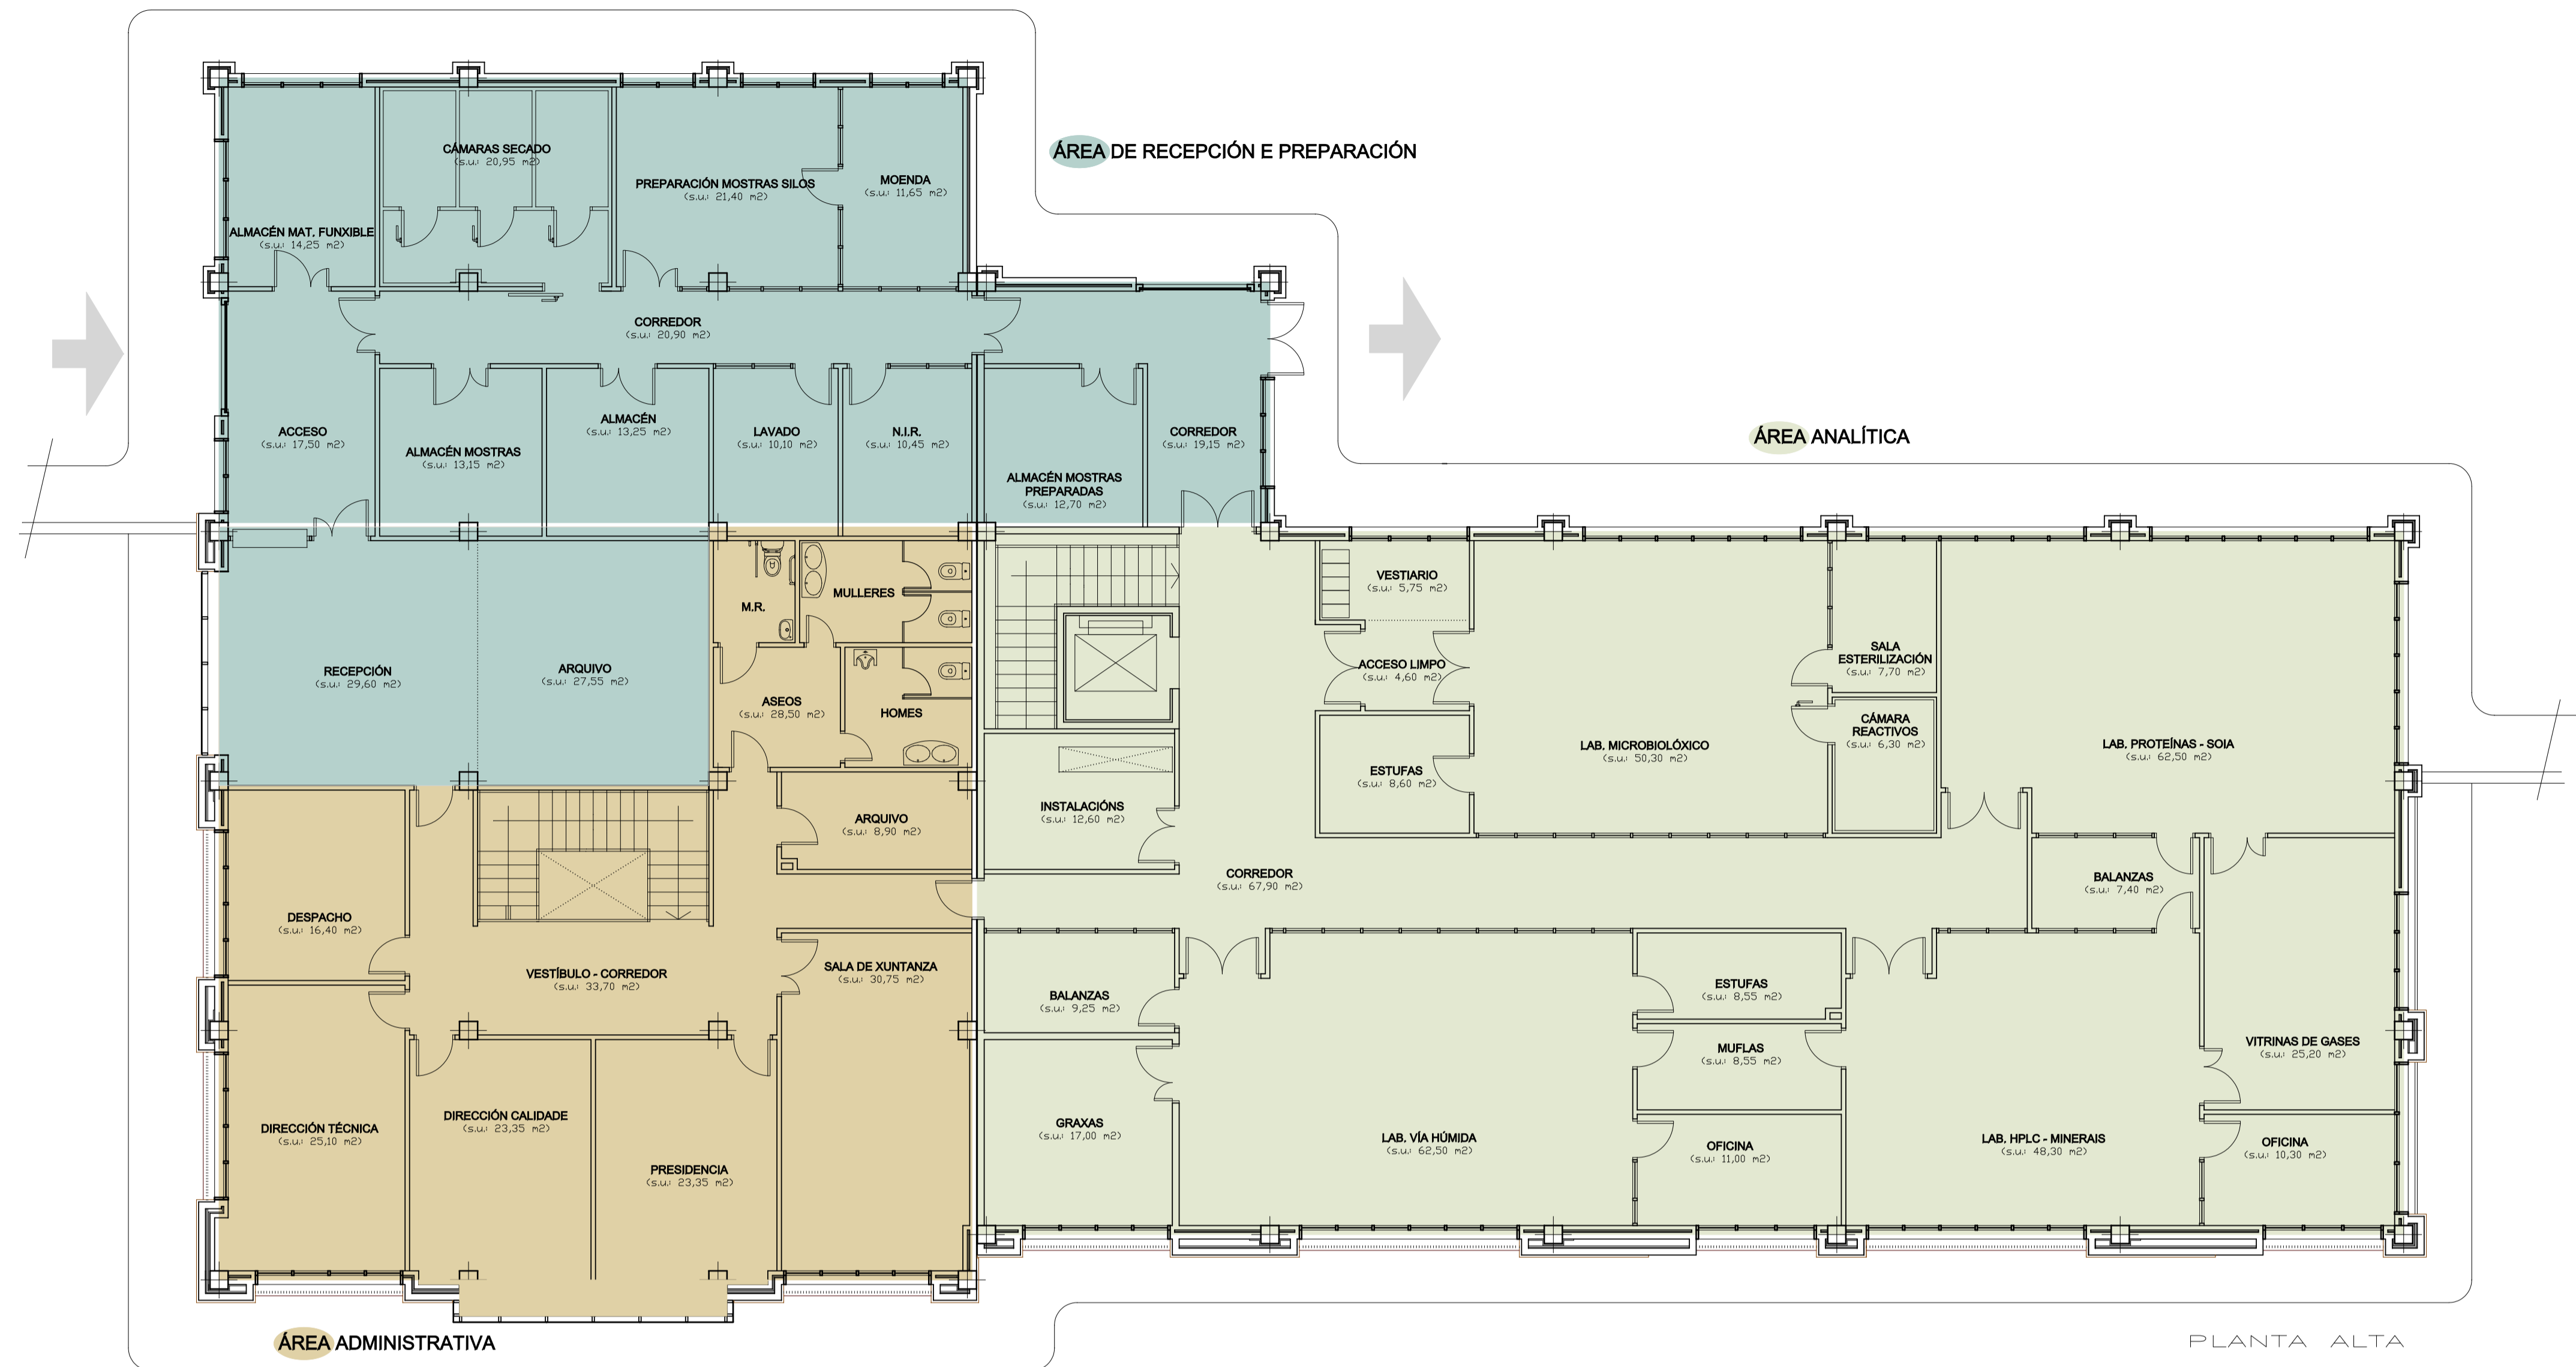 ÁREA DE RECEPCIÓN E PREPARACIÓN
CÁMARAS SECADO
(s.u.: 20,95 m2)
PREPARACIÓN MOSTRAS SILOS
(s.u.: 21,40 m2)
MOENDA
(s.u.: 11,65 m2)
ALMACÉN MAT. FUNXIBLE
(s.u.: 14,25 m2)
CORREDOR
(s.u.: 20,90 m2)
ACCESO
(s.u.: 17,50 m2)
ALMACÉN MOSTRAS
(s.u.: 13,15 m2)
ALMACÉN
(s.u.: 13,25 m2)
LAVADO
(s.u.: 10,10 m2)
N.I.R.
(s.u.: 10,45 m2)
ALMACÉN MOSTRAS
PREPARADAS
(s.u.: 12,70 m2)
CORREDOR
(s.u.: 19,15 m2)
ÁREA ANALÍTICA
RECEPCIÓN
(s.u.: 29,60 m2)
ARQUIVO
(s.u.: 27,55 m2)
M.R.
MULLERES
ASEOS
(s.u.: 28,50 m2)
HOMES
ARQUIVO
(s.u.: 8,90 m2)
VESTIARIO
(s.u.: 5,75 m2)
ACCESO LIMPO
(s.u.: 4,60 m2)
ESTUFAS
(s.u.: 8,60 m2)
LAB. MICROBIOLÓXICO
(s.u.: 50,30 m2)
SALA
ESTERILIZACIÓN
(s.u.: 7,70 m2)
CÁMARA
REACTIVOS
(s.u.: 6,30 m2)
LAB. PROTEÍNAS - SOIA
(s.u.: 62,50 m2)
INSTALACIÓNS
(s.u.: 12,60 m2)
CORREDOR
(s.u.: 67,90 m2)
BALANZAS
(s.u.: 7,40 m2)
DESPACHO
(s.u.: 16,40 m2)
VESTÍBULO - CORREDOR
(s.u.: 33,70 m2)
SALA DE XUNTANZA
(s.u.: 30,75 m2)
BALANZAS
(s.u.: 9,25 m2)
ESTUFAS
(s.u.: 8,55 m2)
MUFLAS
(s.u.: 8,55 m2)
VITRINAS DE GASES
(s.u.: 25,20 m2)
DIRECCIÓN TÉCNICA
(s.u.: 25,10 m2)
DIRECCIÓN CALIDADE
(s.u.: 23,35 m2)
PRESIDENCIA
(s.u.: 23,35 m2)
GRAXAS
(s.u.: 17,00 m2)
LAB. VÍA HÚMIDA
(s.u.: 62,50 m2)
OFICINA
(s.u.: 11,00 m2)
LAB. HPLC - MINERAIS
(s.u.: 48,30 m2)
OFICINA
(s.u.: 10,30 m2)
ÁREA ADMINISTRATIVA
PLANTA ALTA